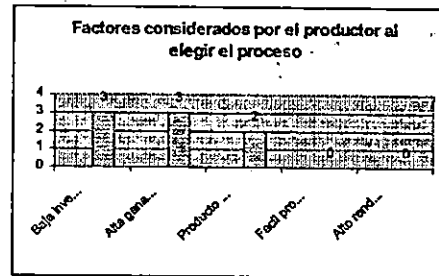 Factores considerados por el productor al
elegir el proceso
4
3
2
1
0
3
3
2
0
0
Baja inve...
Alta gana...
Producto ...
Facil pro...
Alto rend...